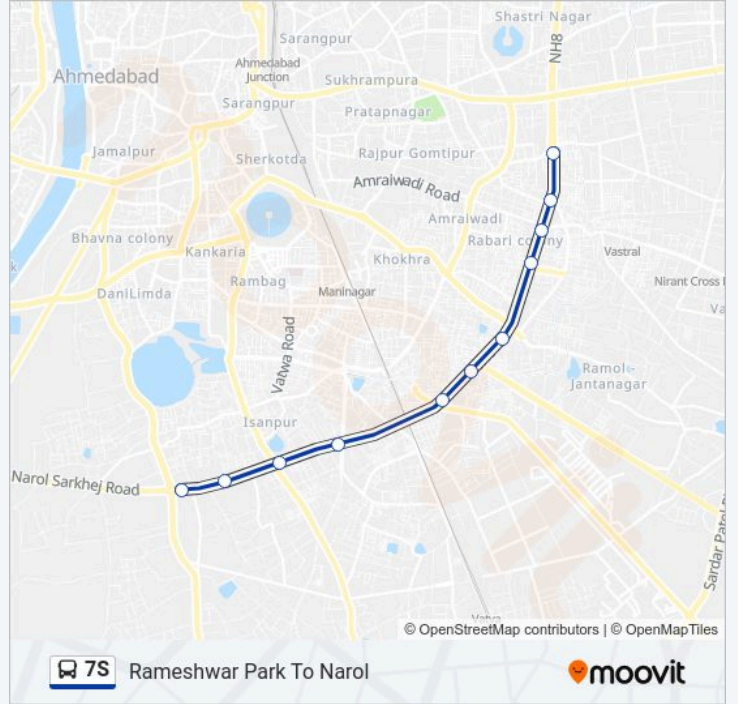 Shastri Nagar
Sarangpur
NH8
Ahmedabad
Ahmedabad
Junction
Sukhrampura
Sarangpur
Pratapnagar
Jamalpur
Sherkotda
Rajpur Gomtipur
Amraiwadi Road
Amraiwadi
Bhavna colony
Rabari colony
Kankaria
Vastral
Khokhra
k
Rambag
Nirant Cross
DaniLimda
Maninagar
Va
Vatwa Road
Ramol-
Jantanagar
Isanpur
Narol Sarkhej Road
Sardar Patel
Vatva
© OpenStreetMap contributors | © OpenMapTiles
7S Rameshwar Park To Narol
moovit